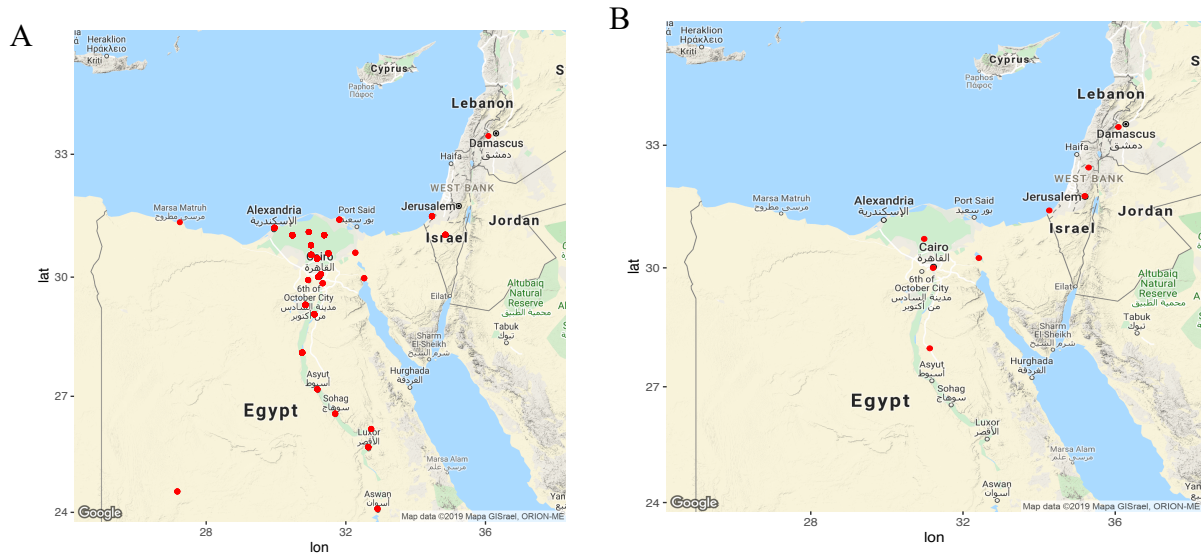 A
Heraklion
Ηράκλειο
Kriti
Cyprus
Paphos
Πάφος
S
Lebanon
Damascus
دمشق
33
Haifa
WEST BANK
Marsa Matruh
مرسى مطروح
Alexandria
الإسكندرية
Port Said
بور سعيد
Jerusalem
Jordan
Israel
lat
30
Cairo
القاهرة
6th of
October City
مدينة السادس
من أكتوبر
Eilat
Altubaiq
Natural
Reserve
محمية الطبيق
Tabuk
تبوك
Sharm
El-Sheikh
شرم الشيخ
Hurghada
الغردقة
Asyut
أسيوط
27
Sohag
سوهاج
Egypt
Luxor
الأقصر
Marsa Alam
مرسى علم
Aswan
أسوان
24
Google
Map data ©2019 Mapa GISrael, ORION-ME
28
32
36
lon
B
Heraklion
Ηράκλειο
Kriti
Cyprus
Paphos
Πάφος
S
Lebanon
Damascus
دمشق
33
Haifa
WEST BANK
Marsa Matruh
مرسى مطروح
Alexandria
الإسكندرية
Port Said
بور سعيد
Jerusalem
Jordan
Israel
lat
30
Cairo
القاهرة
6th of
October City
مدينة السادس
من أكتوبر
Eilat
Altubaiq
Natural
Reserve
محمية الطبيق
Tabuk
تبوك
Sharm
El-Sheikh
شرم الشيخ
Hurghada
الغردقة
Asyut
أسيوط
27
Sohag
سوهاج
Egypt
Luxor
الأقصر
Marsa Alam
مرسى علم
Yan
Aswan
أسوان
24
Google
Map data ©2019 Mapa GISrael, ORION-ME
28
32
36
lon